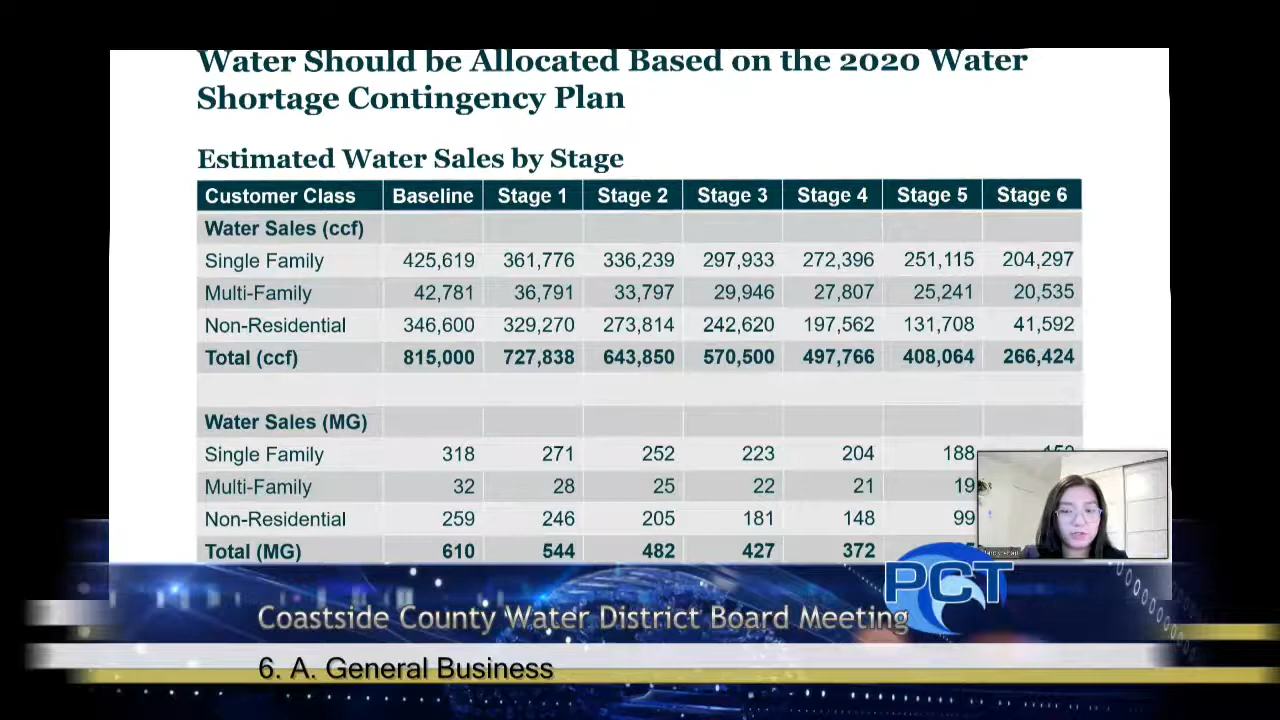 Water Should be Allocated Based on the 2020 Water
Shortage Contingency Plan
Estimated Water Sales by Stage
Customer Class Baseline Stage 1 Stage 2 Stage 3 Stage 4 Stage 5 Stage 6
Water Sales (ccf)
Single Family 425,619 361,776 336,239 297,933 272,396 251,115 204,297
Multi-Family 42,781 36,791 33,797 29,946 27,807 25,241 20,535
Non-Residential 346,600 329,270 273,814 242,620 197,562 131,708 41,592
Total (ccf) 815,000 727,838 643,850 570,500 497,766 408,064 266,424
Water Sales (MG)
Single Family 318 271 252 223 204 188
Multi-Family 32 28 25 22 21 19
Non-Residential 259 246 205 181 148 99
Total (MG) 610 544 482 427 372
PCT
Coastside County Water District Board Meeting
6. A. General Business